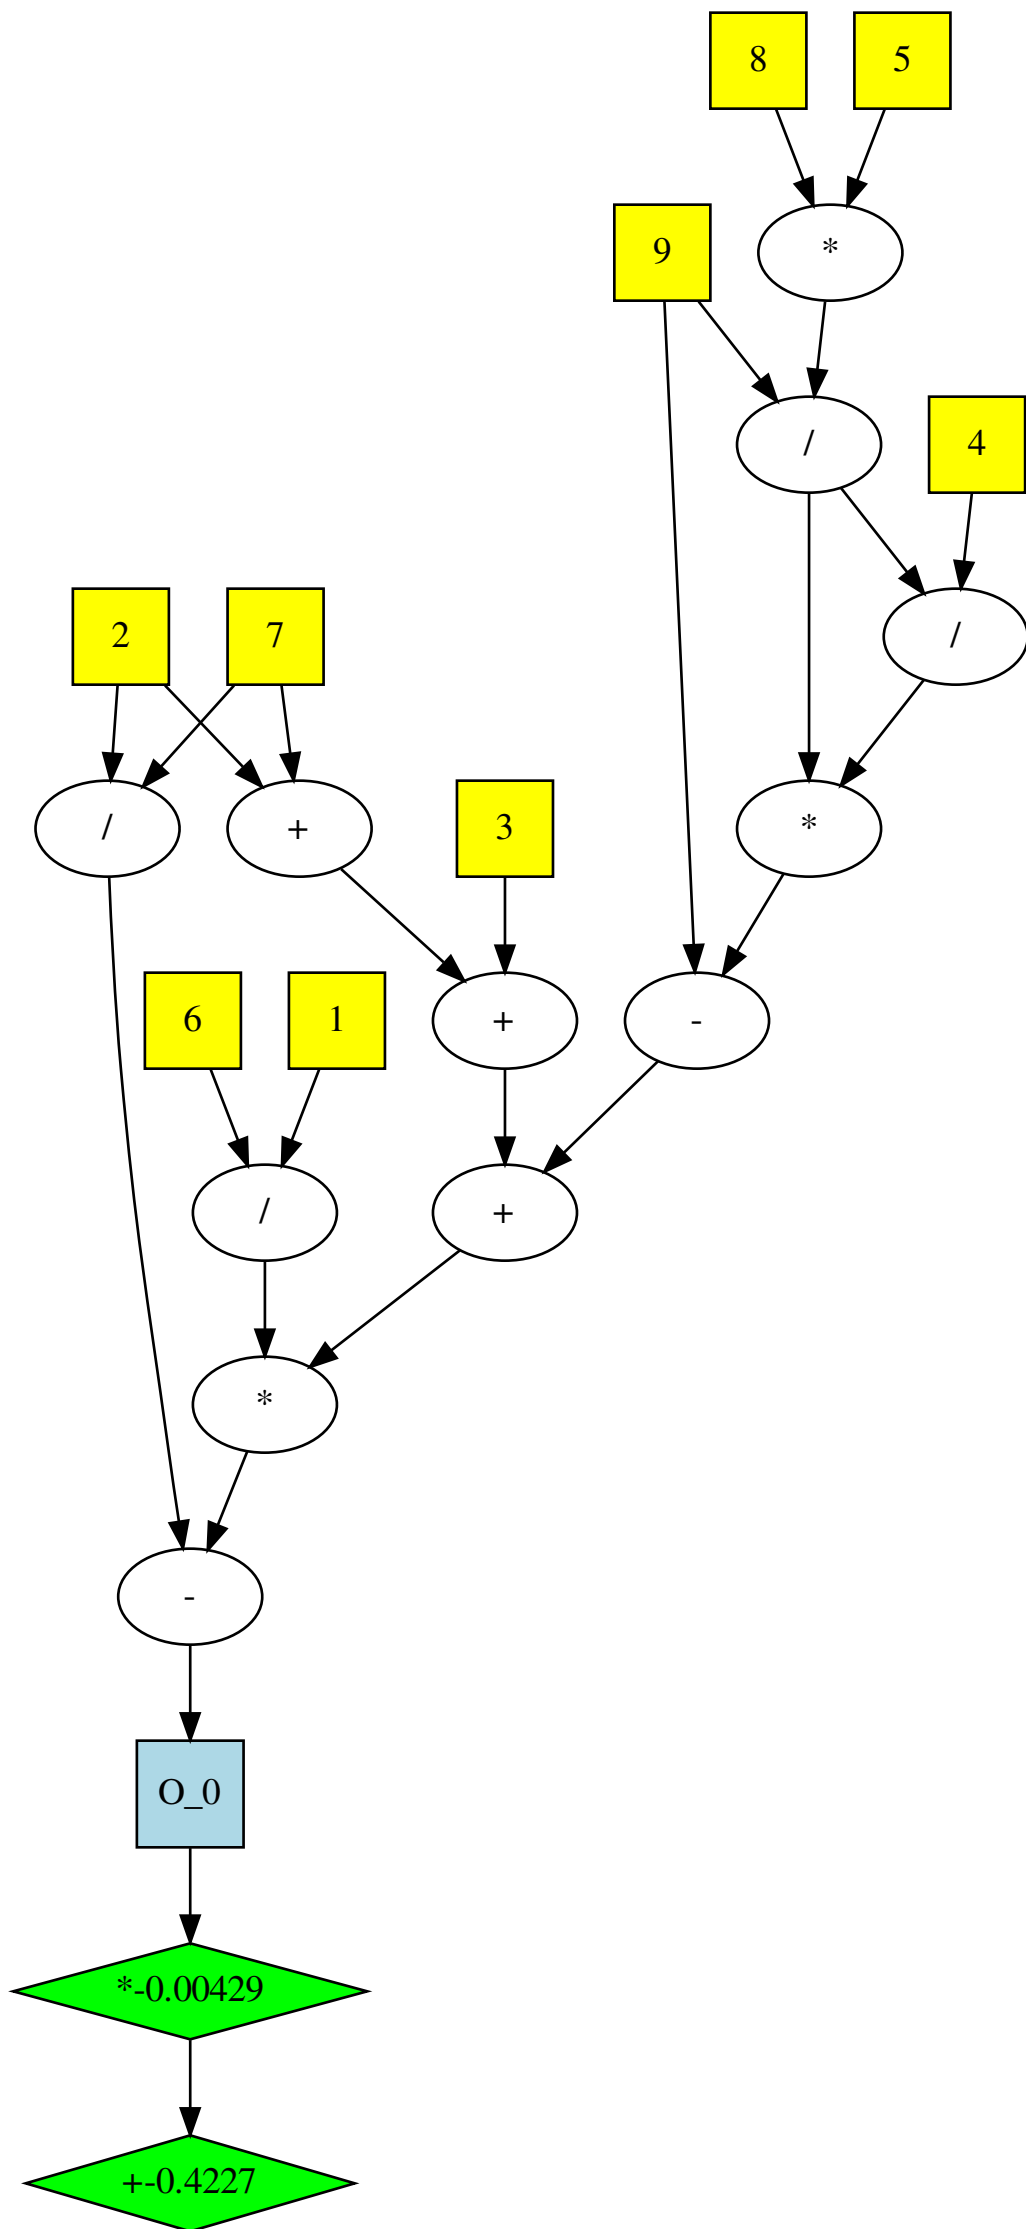 8 5
9 *
/ 4
2 7 /
/ + 3 *
6 1 + -
/ +
*
-
O_0
*-0.00429
+-0.4227